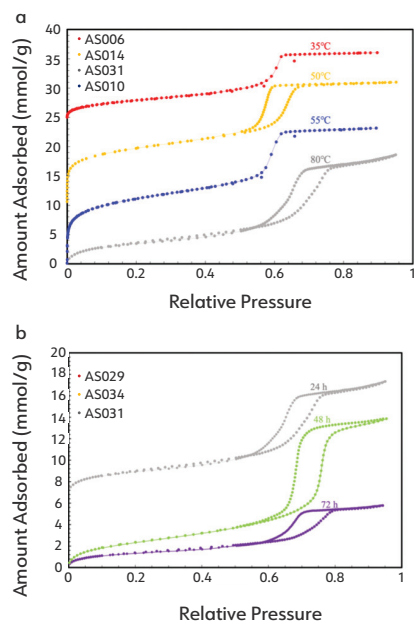 a
Amount Adsorbed (mmol/g)
40
35
30
25
20
15
10
5
0
AS006
AS014
AS031
AS010
35°C
50°C
55°C
80°C
0 0.2 0.4 0.6 0.8 1
Relative Pressure
b
Amount Adsorbed (mmol/g)
20
18
16
14
12
10
8
6
4
2
0
AS029
AS034
AS031
24 h
48 h
72 h
0 0.2 0.4 0.6 0.8 1
Relative Pressure